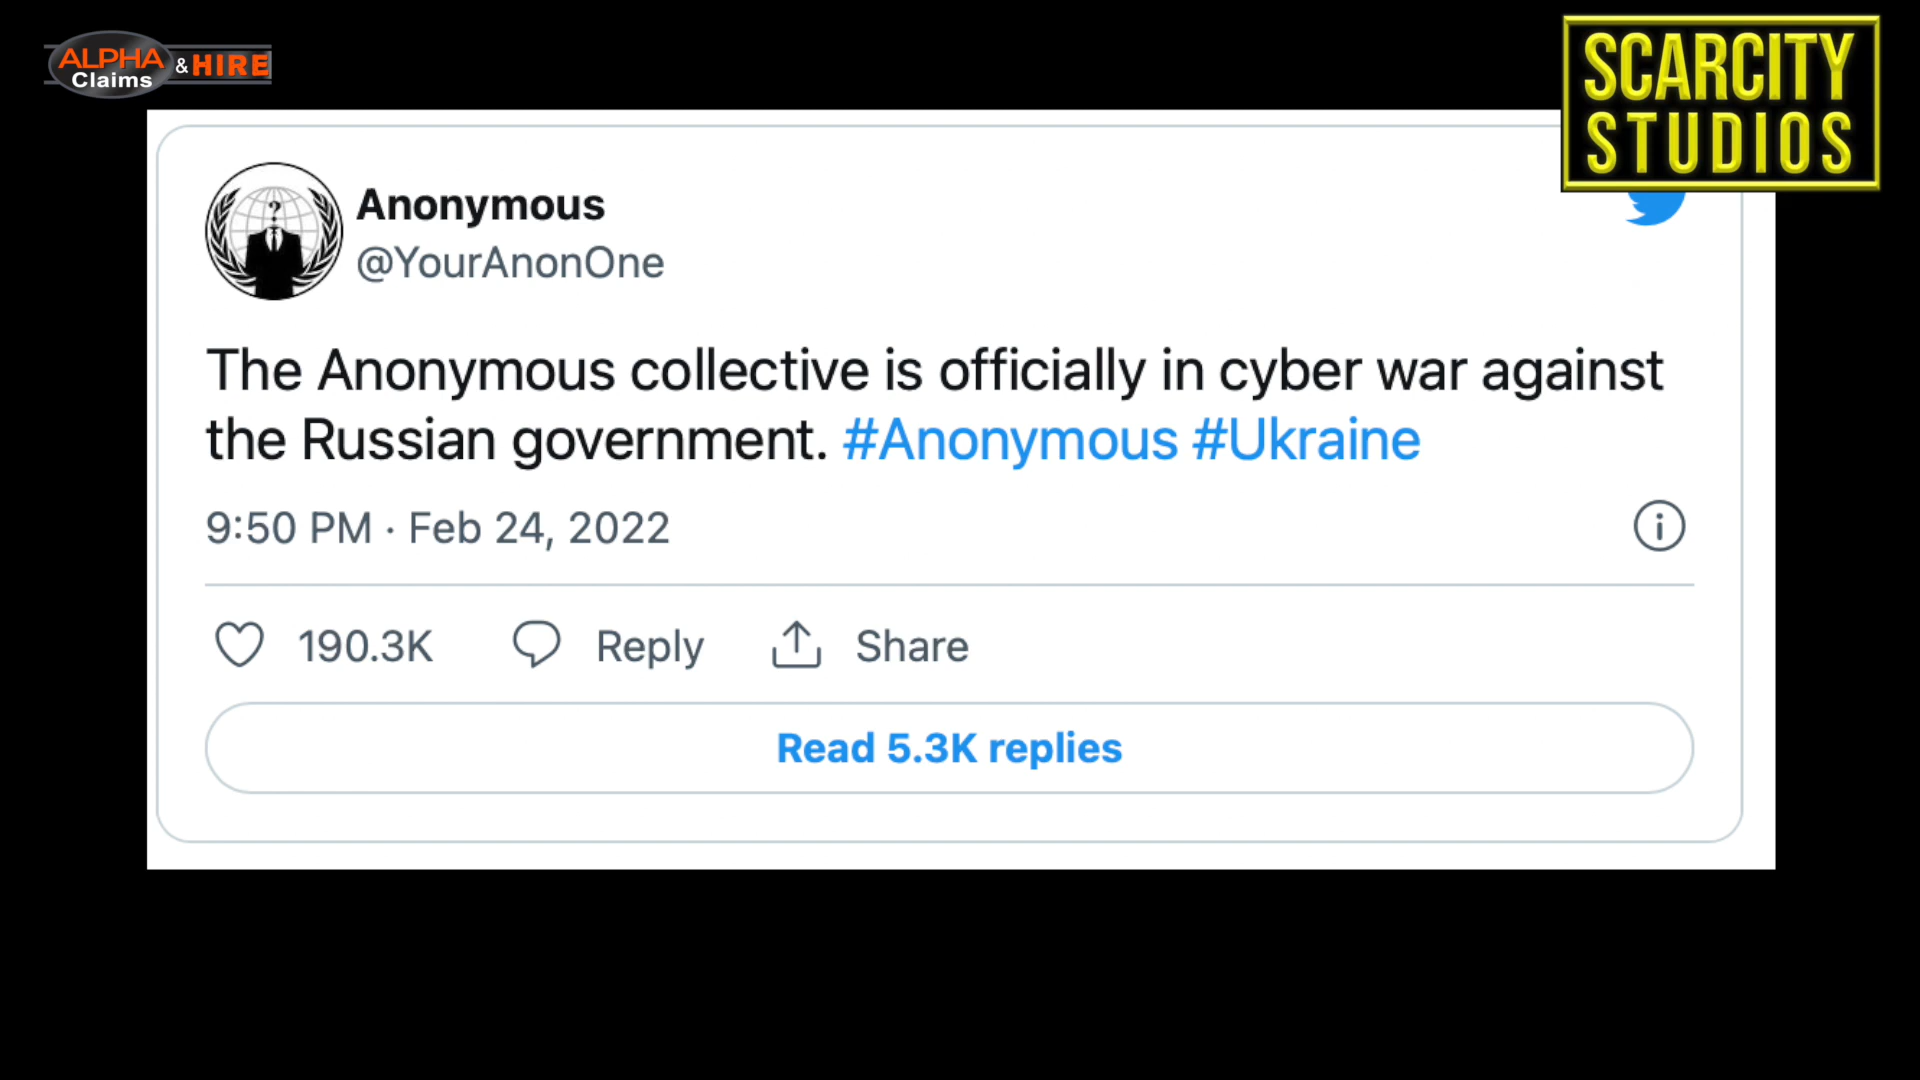 ALPHA
Claims
& HIRE
SCARCITY
STUDIOS
Anonymous
@YourAnonOne
?
The Anonymous collective is officially in cyber war against
the Russian government. #Anonymous #Ukraine
9:50 PM · Feb 24, 2022
190.3K Reply Share
Read 5.3K replies